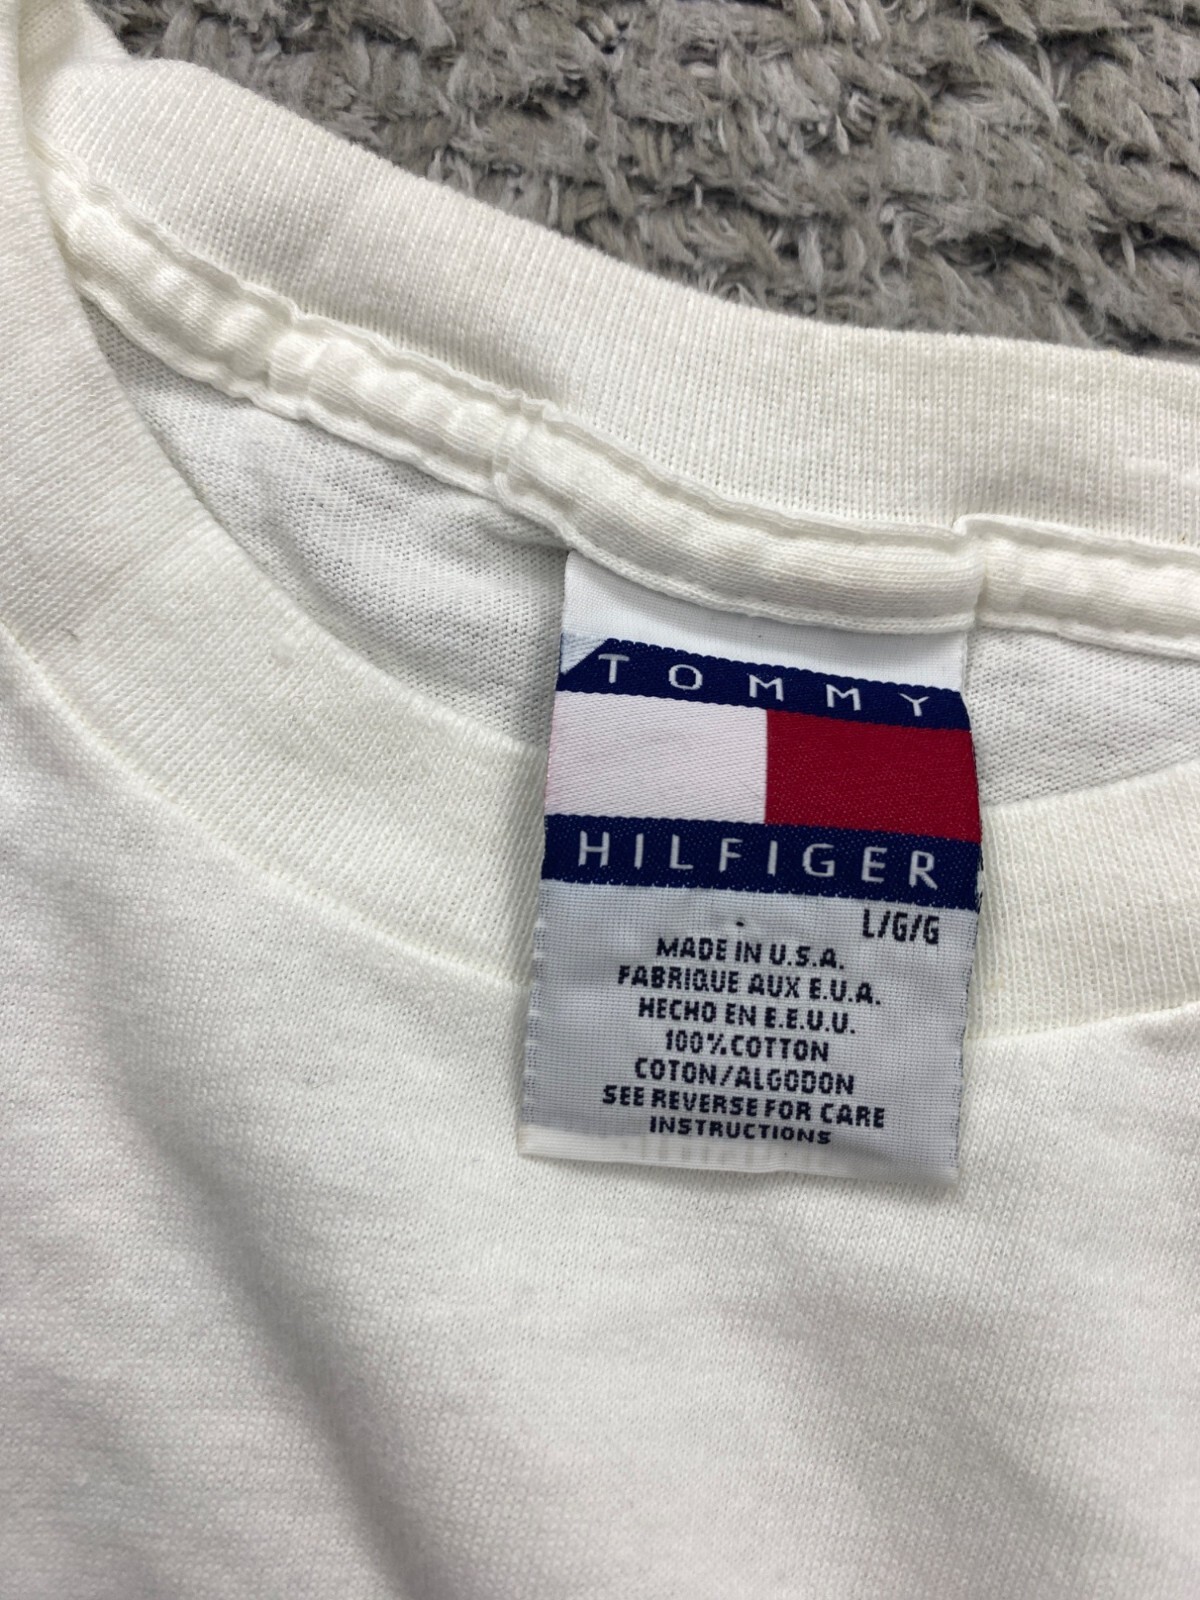 TOMMY
HILFIGER
L/G/G
MADE IN U.S.A.
FABRIQUE AUX E.U.A.
HECHO EN E.E.U.U.
100% COTTON
COTON/ALGODON
SEE REVERSE FOR CARE
INSTRUCTIONS